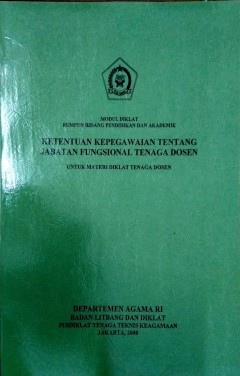 MODUL DIKLAT
RUMPUN BIDANG PENDIDIKAN DAN AKADEMIK
KETENTUAN KEPEGAWAIAN TENTANG
JABATAN FUNGSIONAL TENAGA DOSEN
UNTUK MATERI DIKLAT TENAGA DOSEN
DEPARTEMEN AGAMA RI
BADAN LITBANG DAN DIKLAT
PUSDIKLAT TENAGA TEKNIS KEAGAMAAN
JAKARTA,